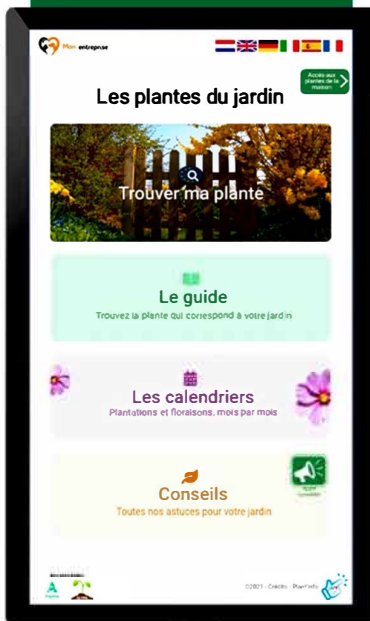 Mon entreprise
Accès aux
plantes de la
maison
Les plantes du jardin
Trouver ma plante
Le guide
Trouvez la plante qui correspond à votre jardin
Les calendriers
Plantations et floraisons, mois par mois
Conseils
Toutes nos astuces pour votre jardin
©2021 - Crédits - Plant'Info